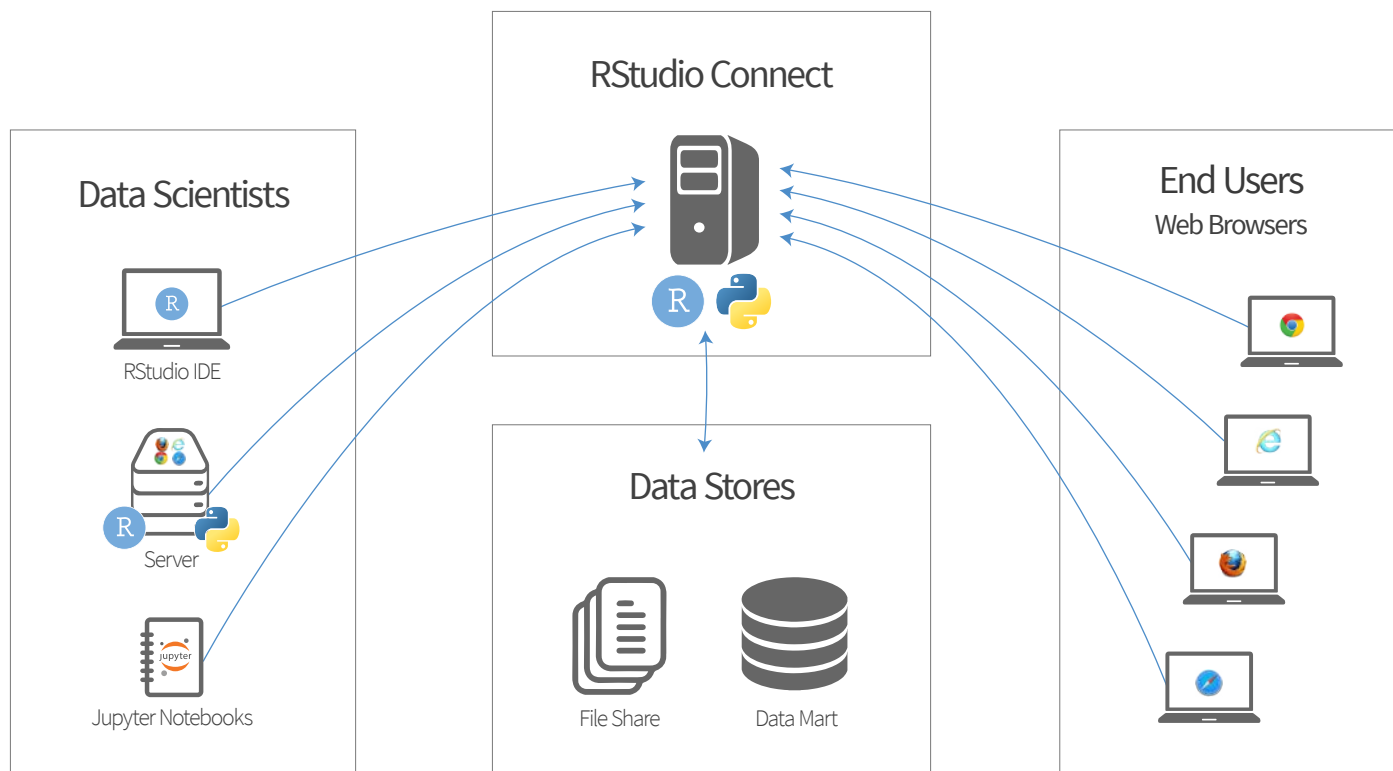 RStudio Connect
R
Data Scientists
R
RStudio IDE
R
Server
jupyter
Jupyter Notebooks
Data Stores
File Share
Data Mart
End Users
Web Browsers